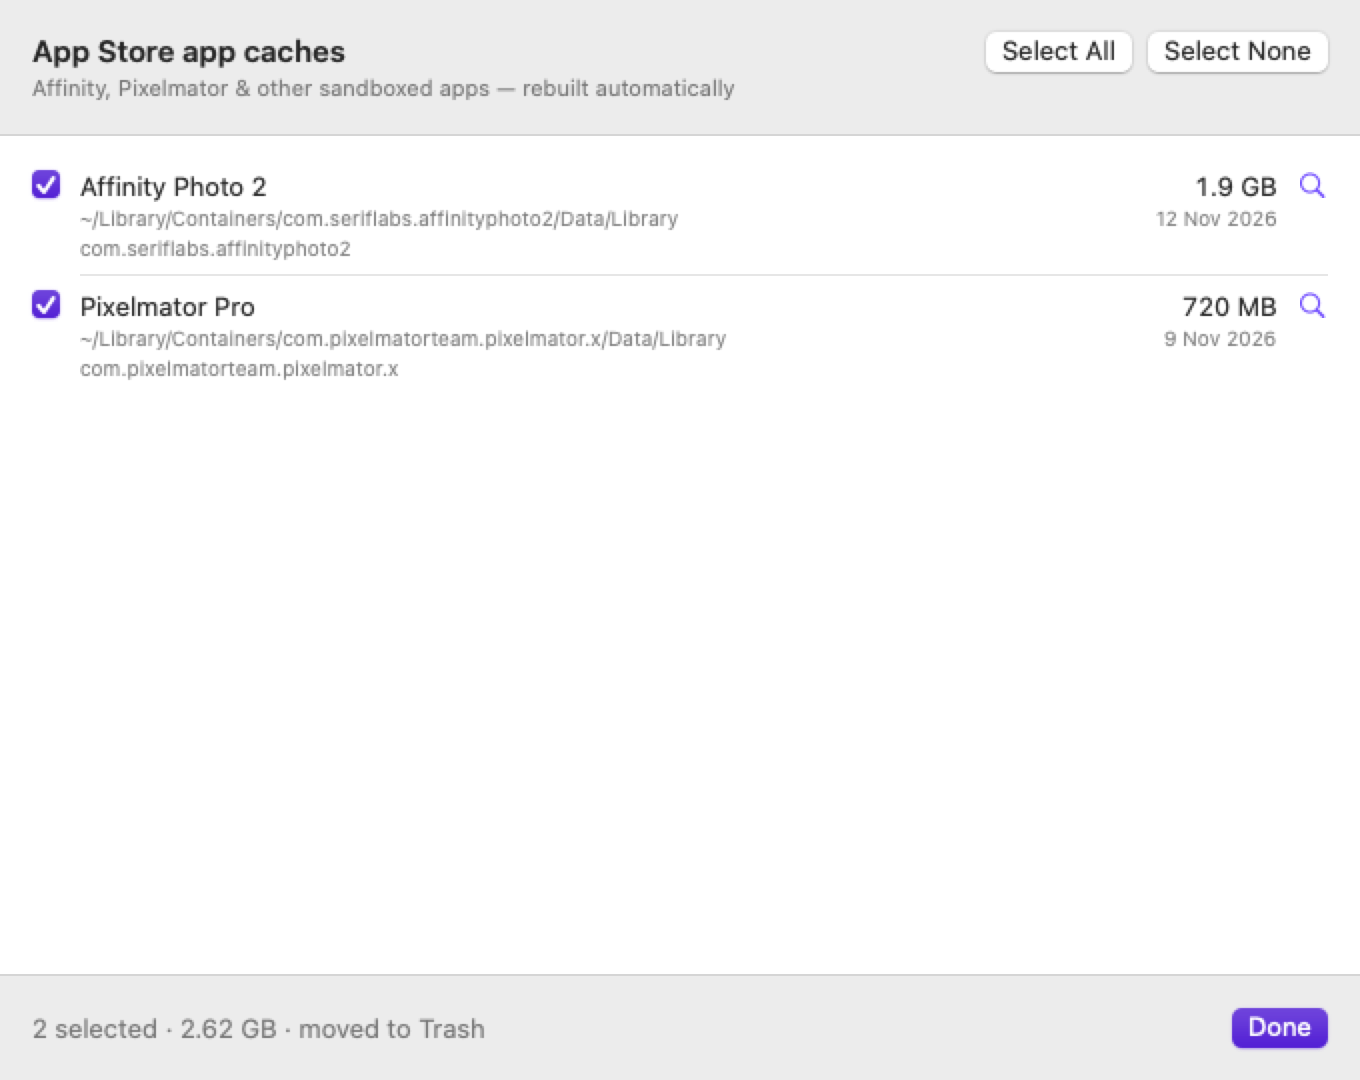 App Store app caches
Select All
Select None
Affinity, Pixelmator & other sandboxed apps — rebuilt automatically
Affinity Photo 2
1.9 GB
~/Library/Containers/com.seriflabs.affinityphoto2/Data/Library
12 Nov 2026
com.seriflabs.affinityphoto2
Pixelmator Pro
720 MB
~/Library/Containers/com.pixelmatorteam.pixelmator.x/Data/Library
9 Nov 2026
com.pixelmatorteam.pixelmator.x
2 selected · 2.62 GB · moved to Trash
Done